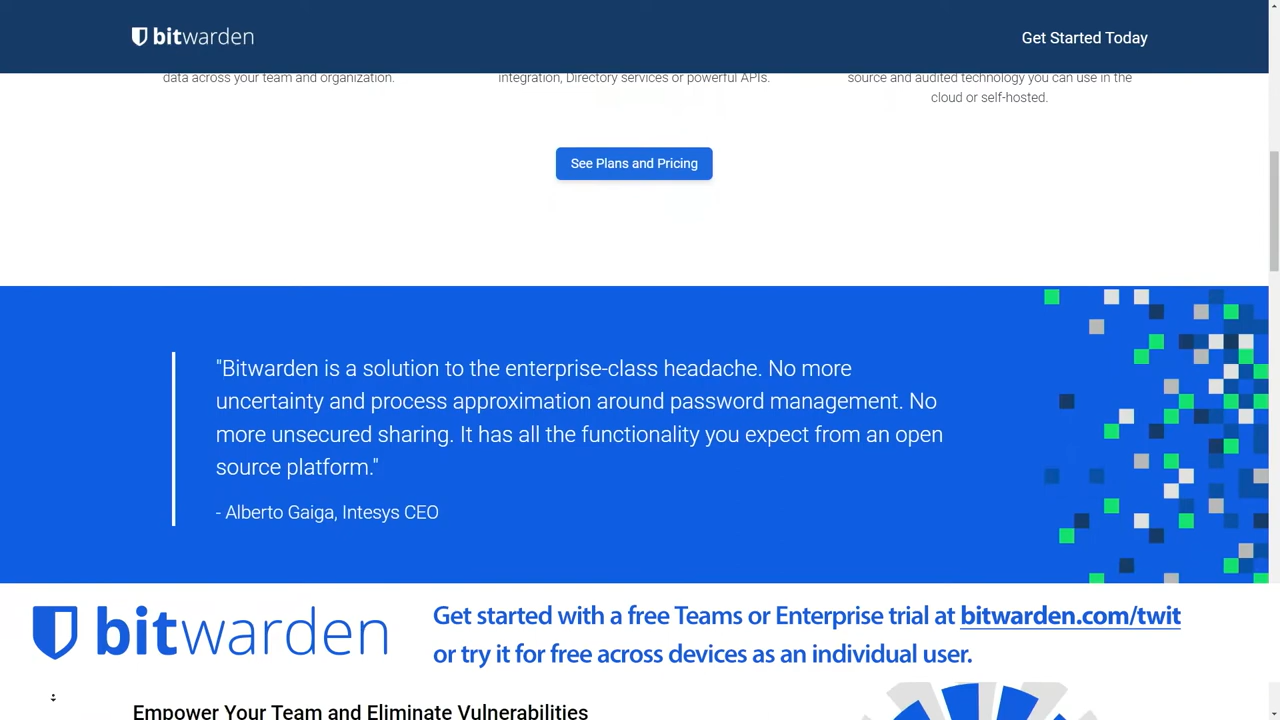 bitwarden
Get Started Today
data across your team and organization.
integration, Directory services or powerful APIs.
source and audited technology you can use in the
cloud or self-hosted.
See Plans and Pricing
"Bitwarden is a solution to the enterprise-class headache. No more
uncertainty and process approximation around password management. No
more unsecured sharing. It has all the functionality you expect from an open
source platform."
- Alberto Gaiga, Intesys CEO
bitwarden
Get started with a free Teams or Enterprise trial at bitwarden.com/twit
or try it for free across devices as an individual user.
Empower Your Team and Eliminate Vulnerabilities